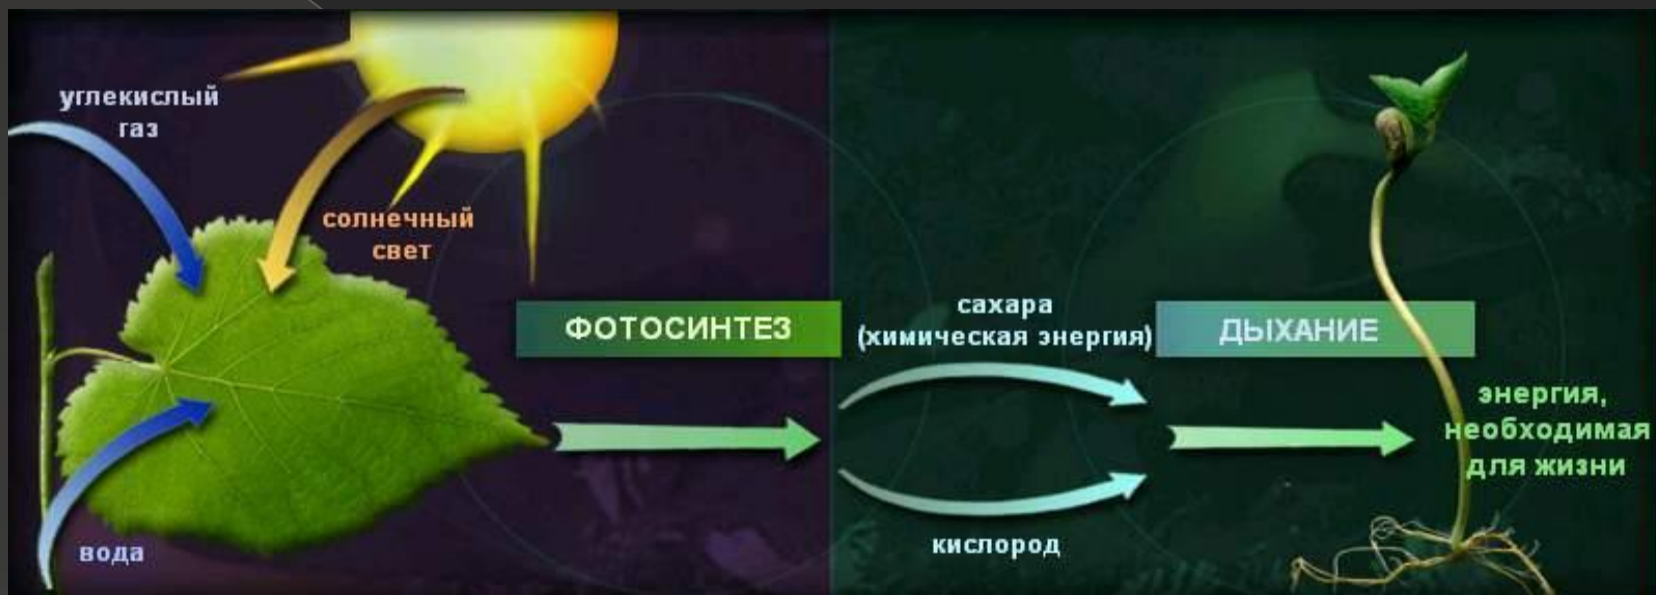 углекислый
газ
солнечный
свет
вода
ФОТОСИНТЕЗ
сахара
(химическая энергия)
кислород
ДЫХАНИЕ
энергия,
необходимая
для жизни